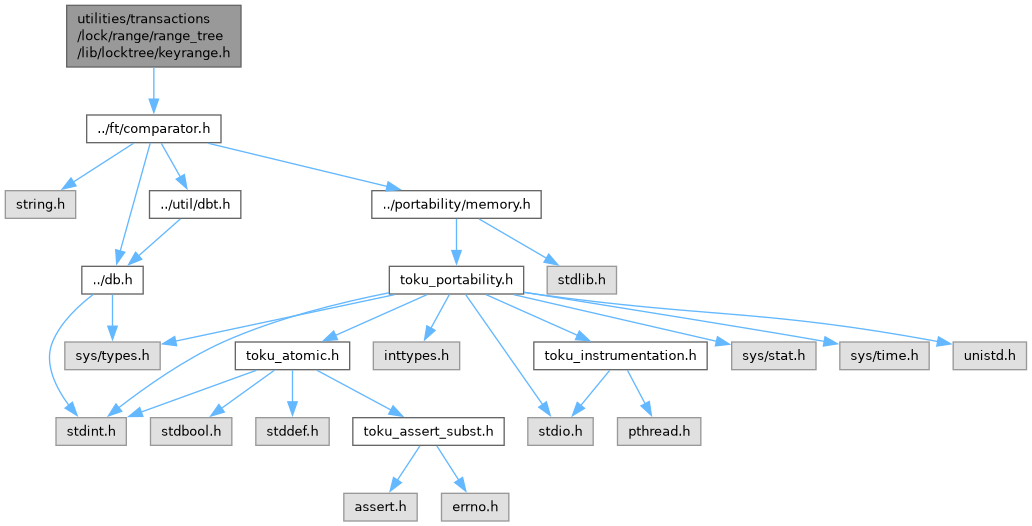 utilities/transactions
/lock/range/range_tree
/lib/locktree/keyrange.h
../ft/comparator.h
string.h
../util/dbt.h
../portability/memory.h
../db.h
toku_portability.h
stdlib.h
sys/types.h
toku_atomic.h
inttypes.h
toku_instrumentation.h
sys/stat.h
sys/time.h
unistd.h
stdint.h
stdbool.h
stddef.h
toku_assert_subst.h
stdio.h
pthread.h
assert.h
errno.h